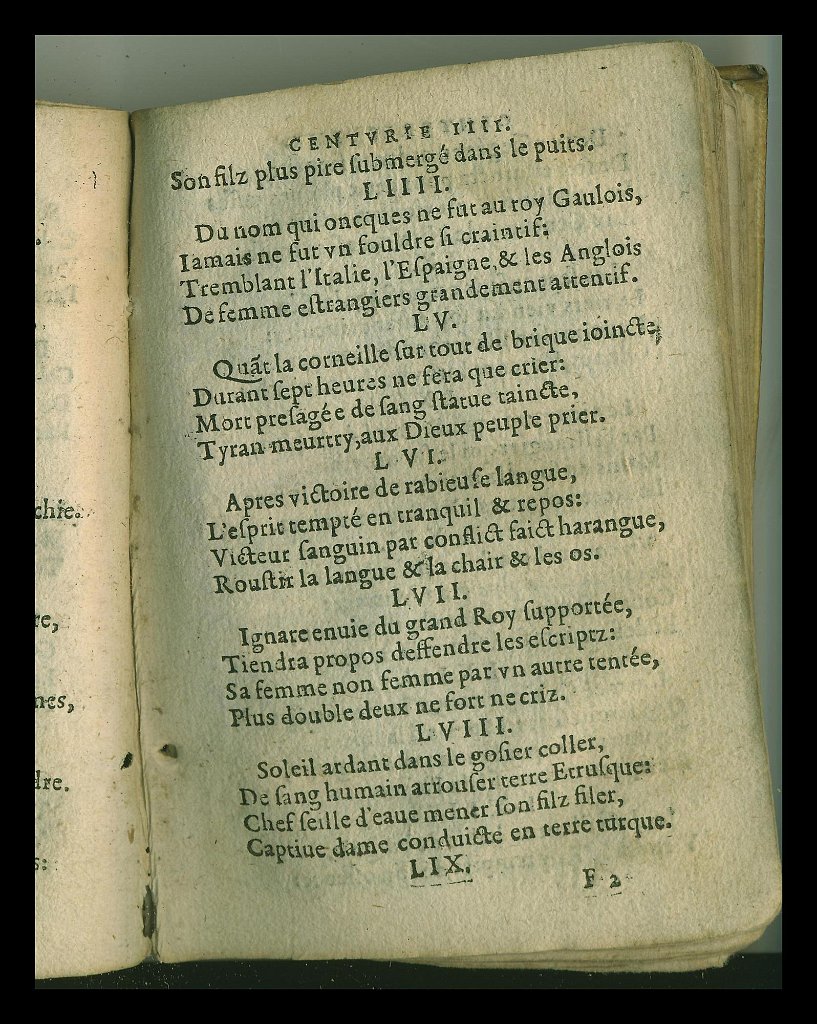 chie.
re,
nes,
dre.
s:
CENTVRIE IIII.
Son filz plus pire ſubmergé dans le puits.
LIIII.
Du nom qui oncques ne fut au roy Gaulois,
Iamais ne fut vn fouldre ſi craintif:
Tremblant l'Italie, l'Eſpaigne, & les Anglois
De femme eſtrangiers grandement attentif.
LV.
Quãt la corneille ſur tout de brique ioincte,
Durant ſept heures ne fera que crier:
Mort preſagée de ſang ſtatue taincte,
Tyran meurtry, aux Dieux peuple prier.
LVI.
Apres victoire de rabieuſe langue,
L'eſprit tempté en tranquil & repos:
Victeur ſanguin par conflict faict harangue,
Rouſtir la langue & la chair & les os.
LVII.
Ignare enuie du grand Roy ſupportée,
Tiendra propos deffendre les eſcriptz:
Sa femme non femme par vn autre tentée,
Plus double deux ne fort ne criz.
LVIII.
Soleil ardant dans le goſier coller,
De ſang humain arrouſer terre Etruſque:
Chef ſeille d'eaue mener ſon filz filer,
Captiue dame conduicte en terre turque.
LIX.
F 2